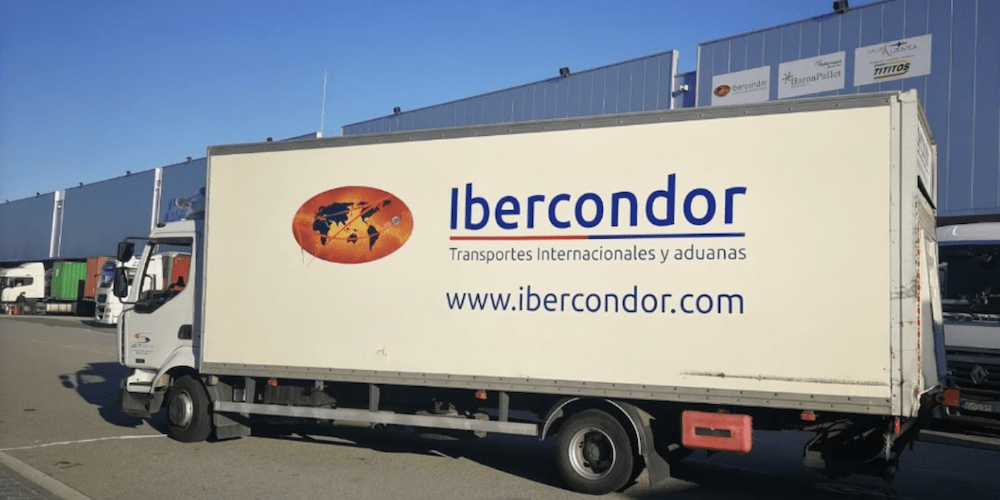 Ibercondor
BarnaPallet
TITITOS
Ibercondor
Transportes Internacionales y aduanas
www.ibercondor.com